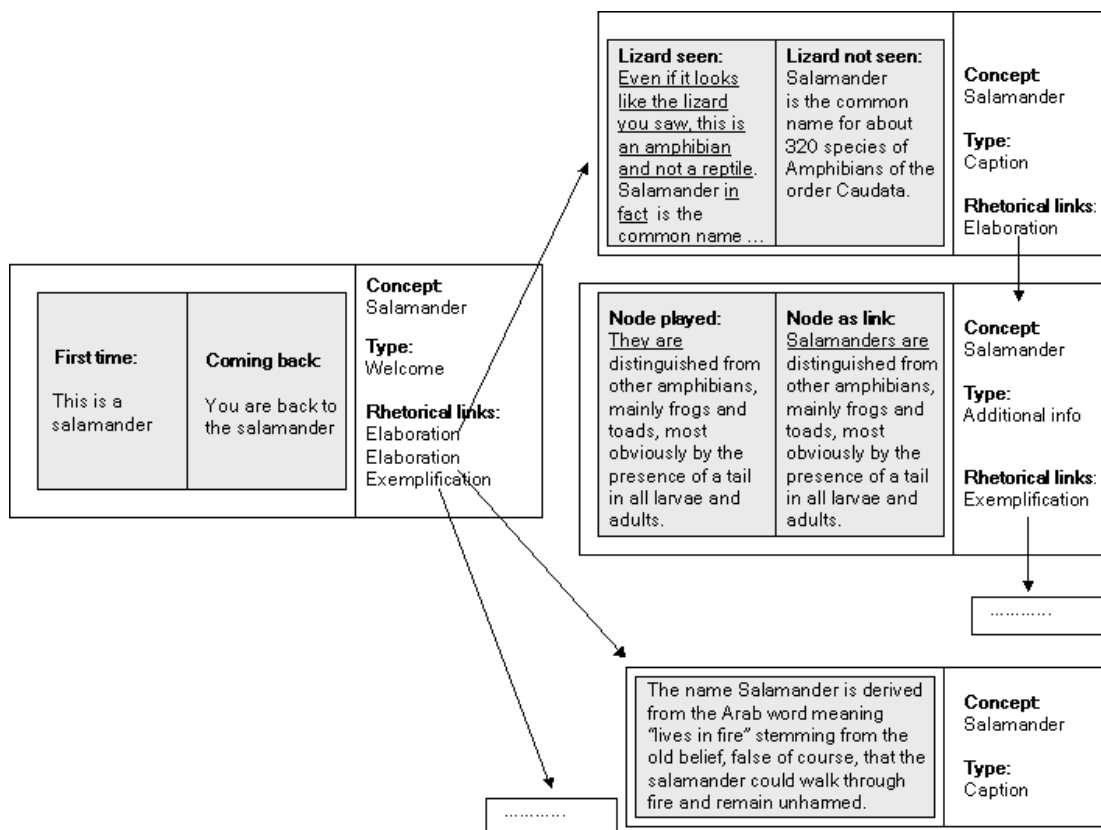 First time:
This is a
salamander
Coming back:
You are back to
the salamander
Concept:
Salamander
Type:
Welcome
Rhetorical links:
Elaboration
Elaboration
Exemplification
Lizard seen:
Even if it looks
like the lizard
you saw, this is
an amphibian
and not a reptile.
Salamander in
fact is the
common name ...
Lizard not seen:
Salamander
is the common
name for about
320 species of
Amphibians of the
order Caudata.
Concept:
Salamander
Type:
Caption
Rhetorical links:
Elaboration
Node played:
They are
distinguished from
other amphibians,
mainly frogs and
toads, most
obviously by the
presence of a tail
in all larvae and
adults.
Node as link:
Salamanders are
distinguished from
other amphibians,
mainly frogs and
toads, most
obviously by the
presence of a tail
in all larvae and
adults.
Concept:
Salamander
Type:
Additional info
Rhetorical links:
Exemplification
............
The name Salamander is derived
from the Arab word meaning
"lives in fire" stemming from the
old belief, false of course, that the
salamander could walk through
fire and remain unharmed.
Concept:
Salamander
Type:
Caption
............